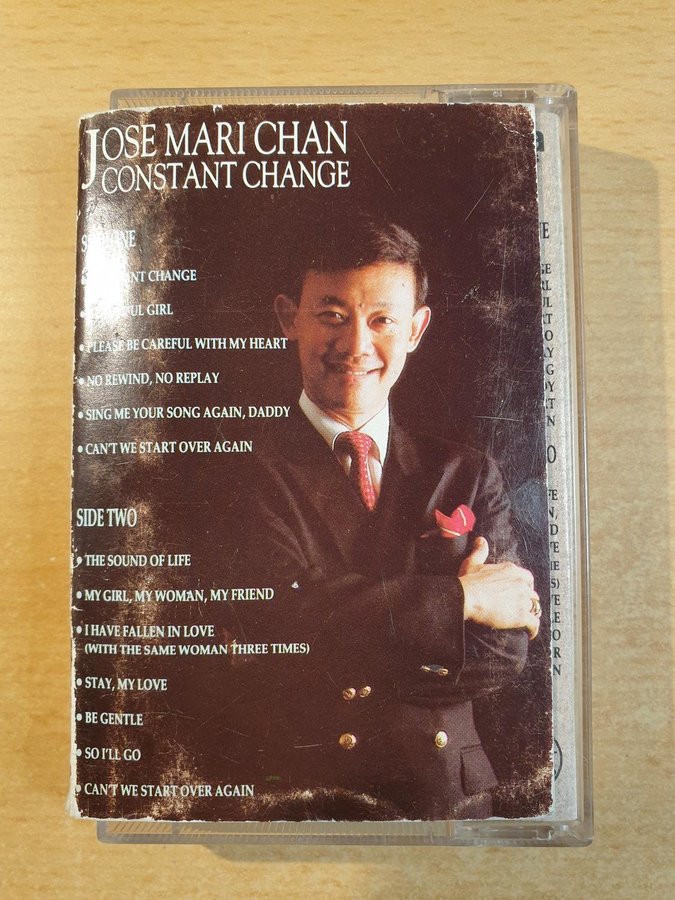 JOSE MARI CHAN
CONSTANT CHANGE
CHANGE
GIRL
• PLEASE BE CAREFUL WITH MY HEART
• NO REWIND, NO REPLAY
• SING ME YOUR SONG AGAIN, DADDY
• CAN'T WE START OVER AGAIN
SIDE TWO
• THE SOUND OF LIFE
• MY GIRL, MY WOMAN, MY FRIEND
• I HAVE FALLEN IN LOVE
(WITH THE SAME WOMAN THREE TIMES)
• STAY, MY LOVE
• BE GENTLE
• SO I'LL GO
• CAN'T WE START OVER AGAIN